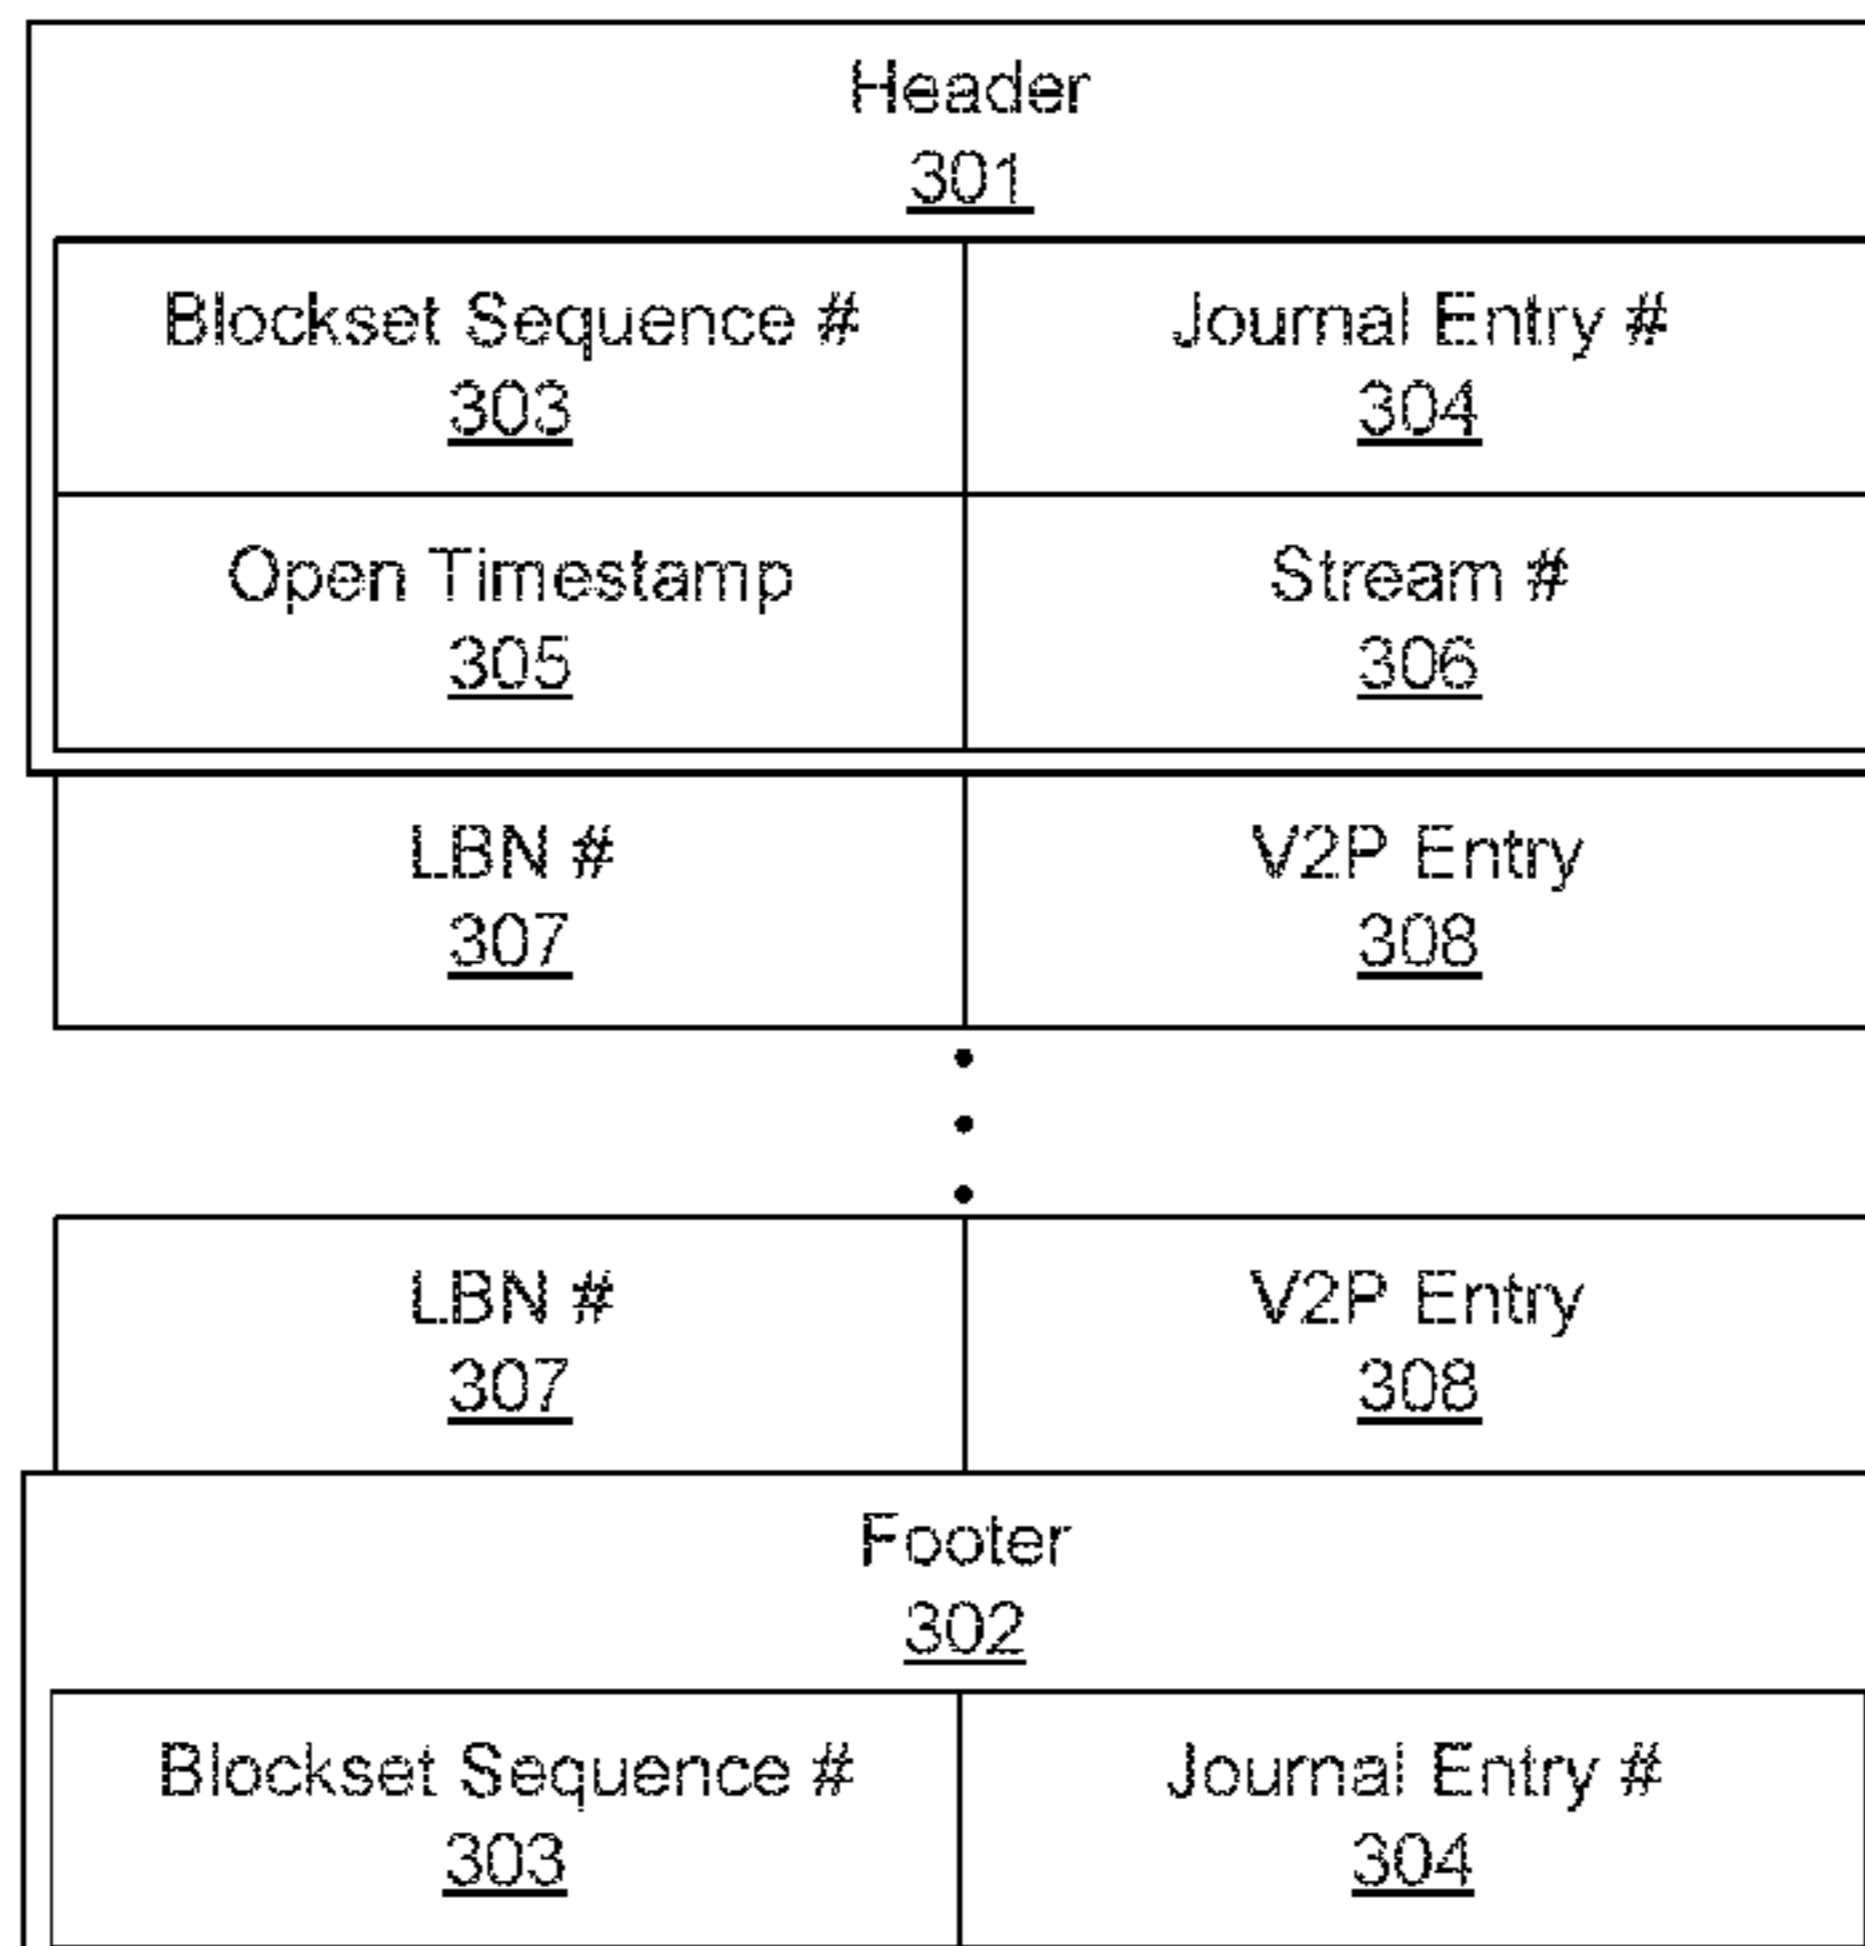 Header
301
Blockset Sequence #
303
Journal Entry #
304
Open Timestamp
305
Stream #
306
LBN #
307
V2P Entry
308
LBN #
307
V2P Entry
308
Footer
302
Blockset Sequence #
303
Journal Entry #
304